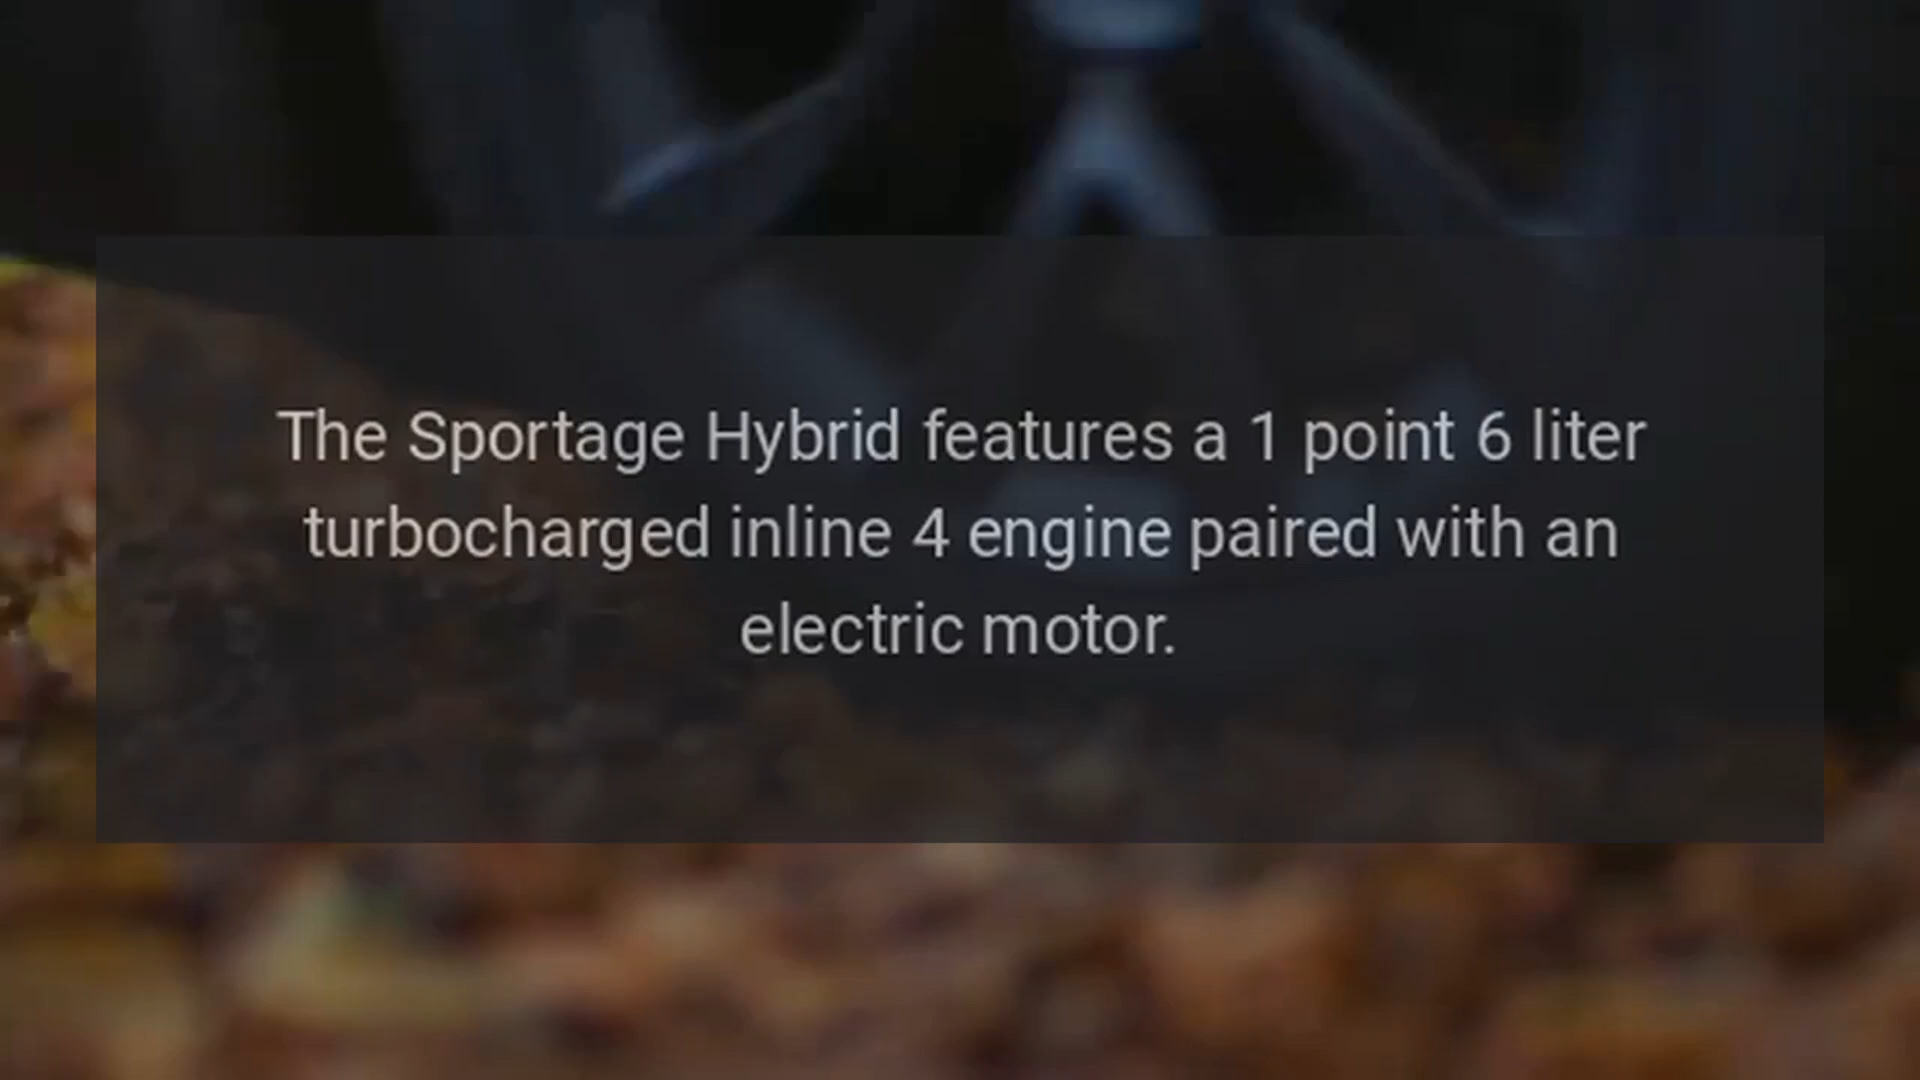 The Sportage Hybrid features a 1 point 6 liter
turbocharged inline 4 engine paired with an
electric motor.